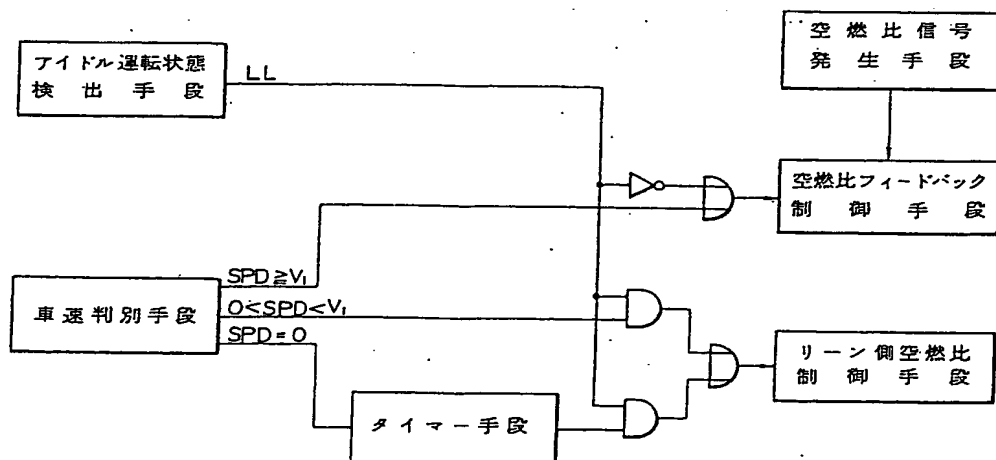 アイドル運転状態
検出手段
LL
空燃比信号
発生手段
空燃比フィードバック
制御手段
車速判別手段
SPD≧V₁
0<SPD<V₁
SPD=0
タイマー手段
リーン側空燃比
制御手段